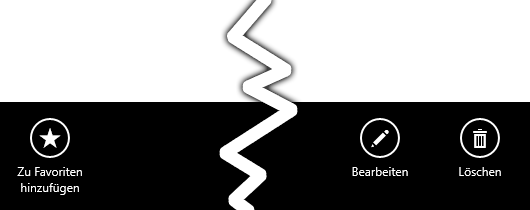 Zu Favoriten
hinzufügen
Bearbeiten
Löschen